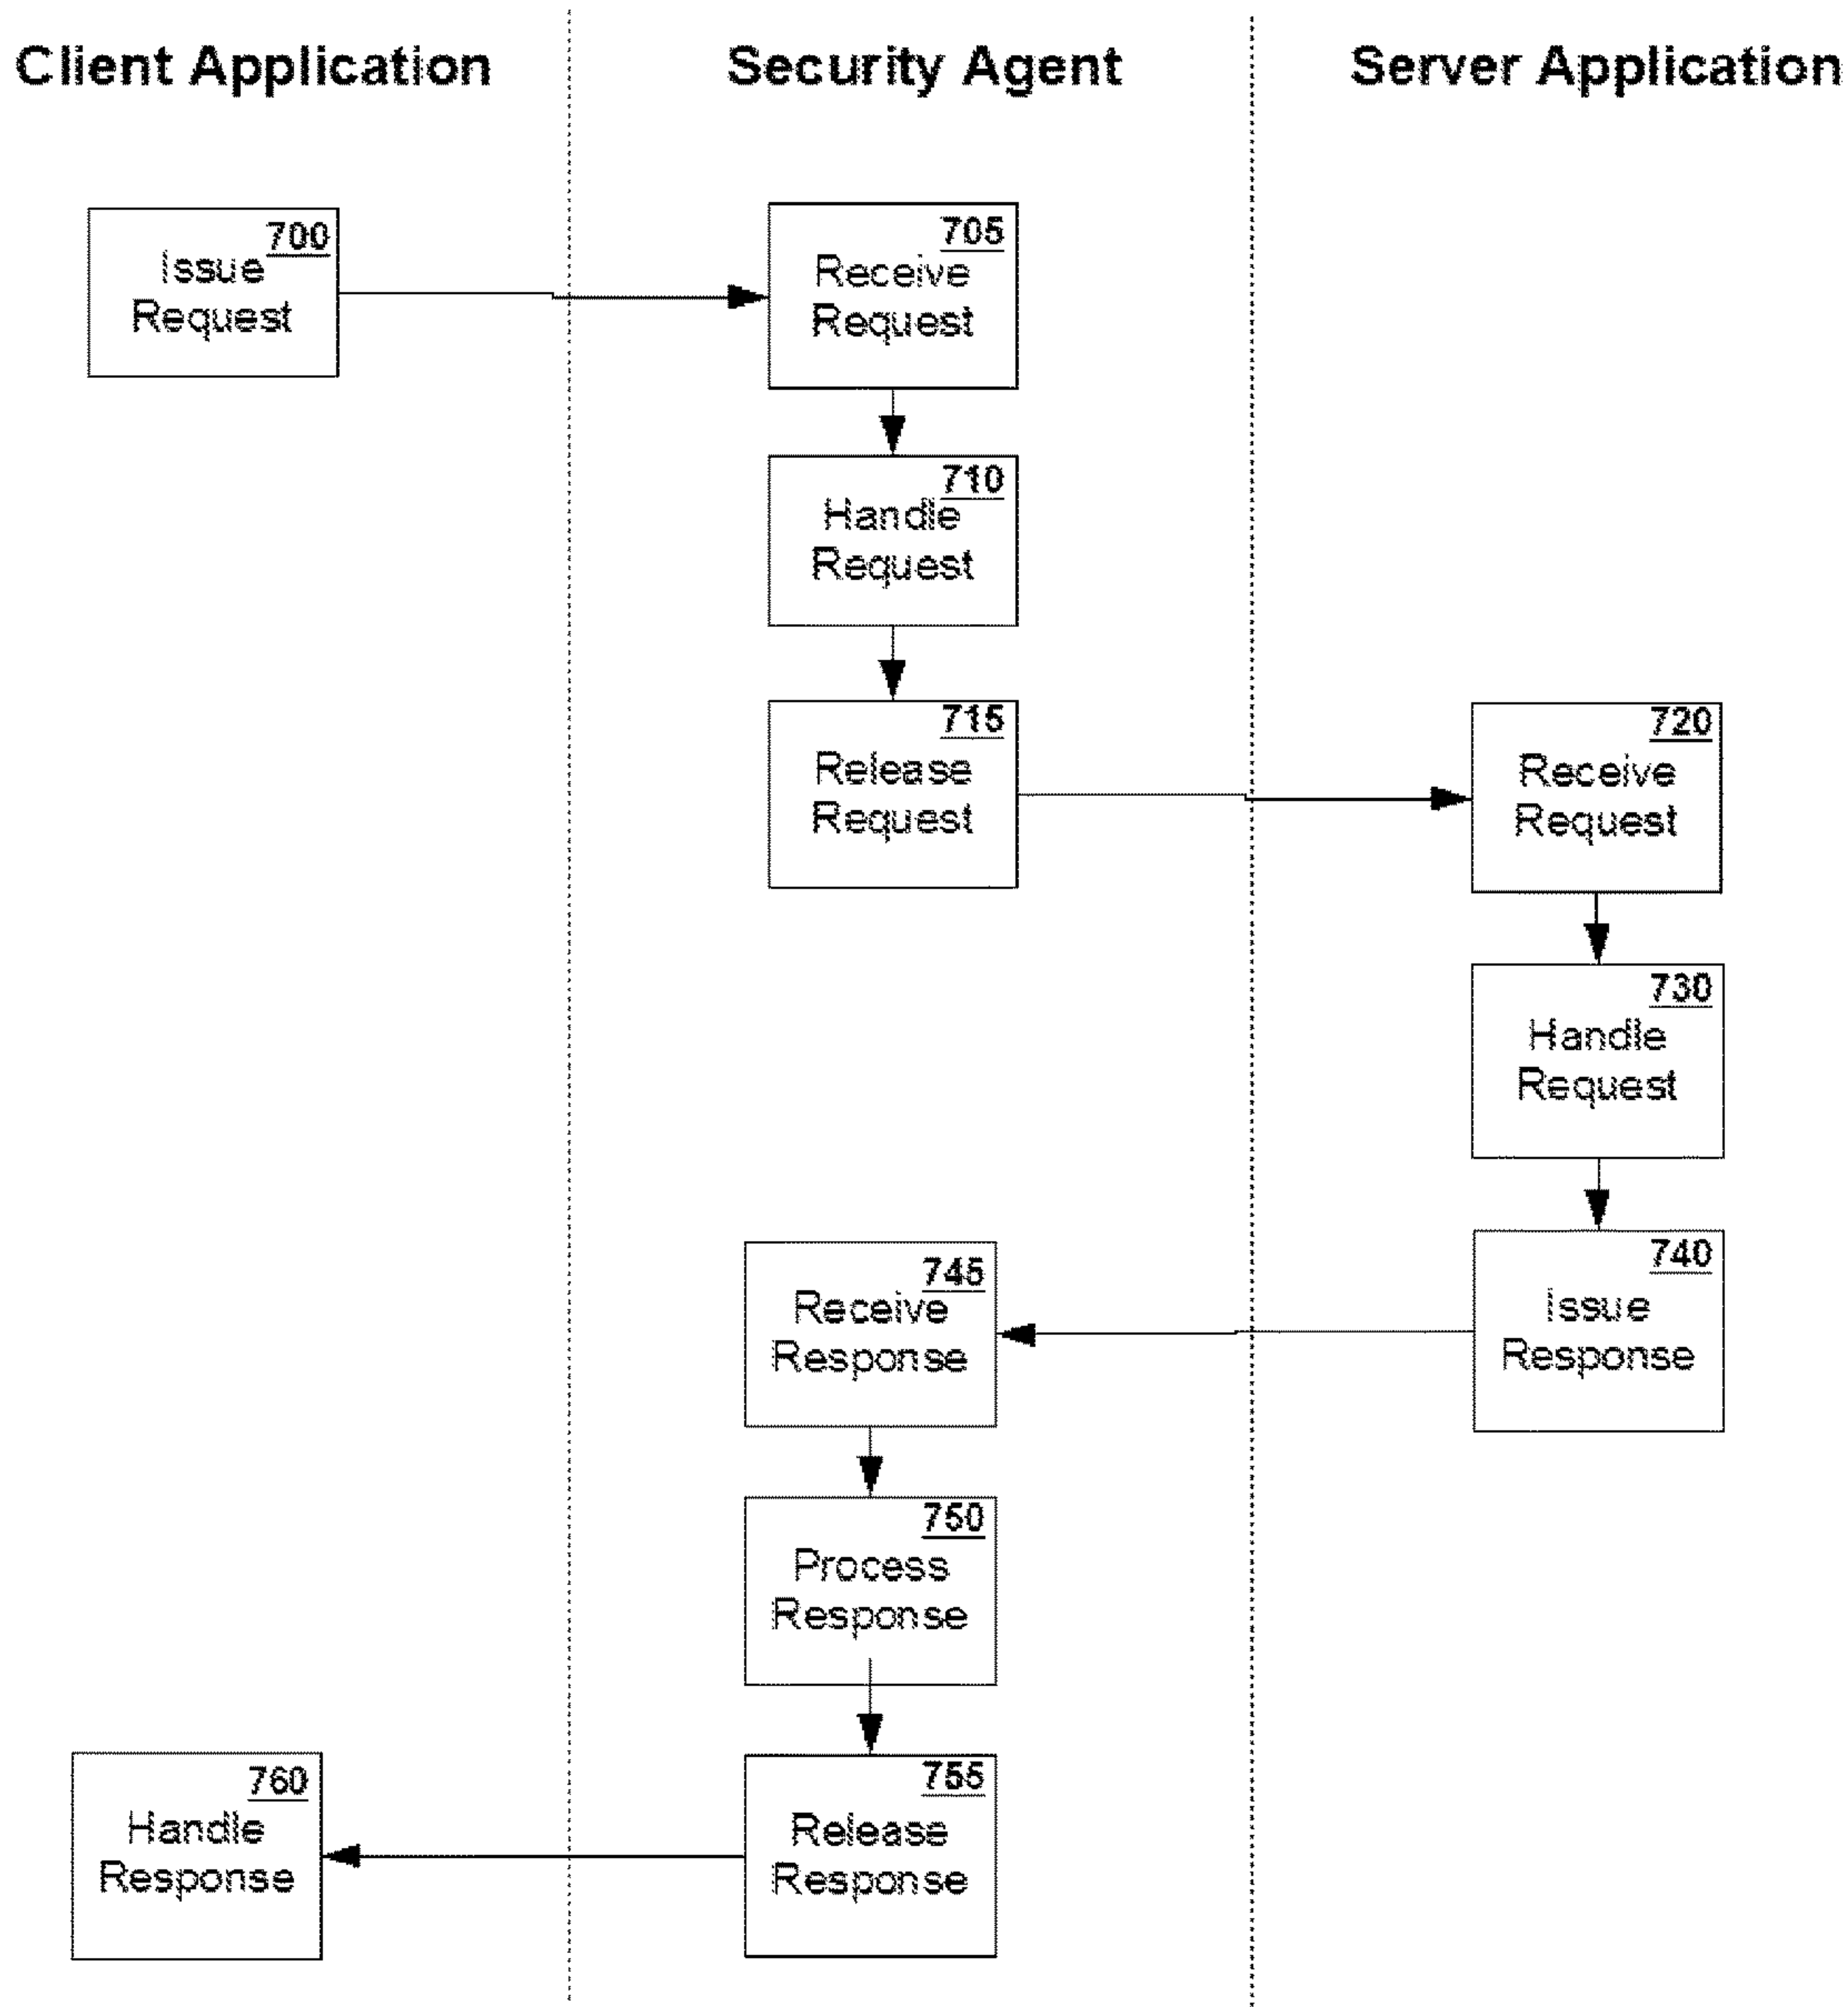 Client Application
Security Agent
Server Application
700
Issue
Request
705
Receive
Request
710
Handle
Request
715
Release
Request
720
Receive
Request
730
Handle
Request
740
Issue
Response
745
Receive
Response
750
Process
Response
755
Release
Response
760
Handle
Response